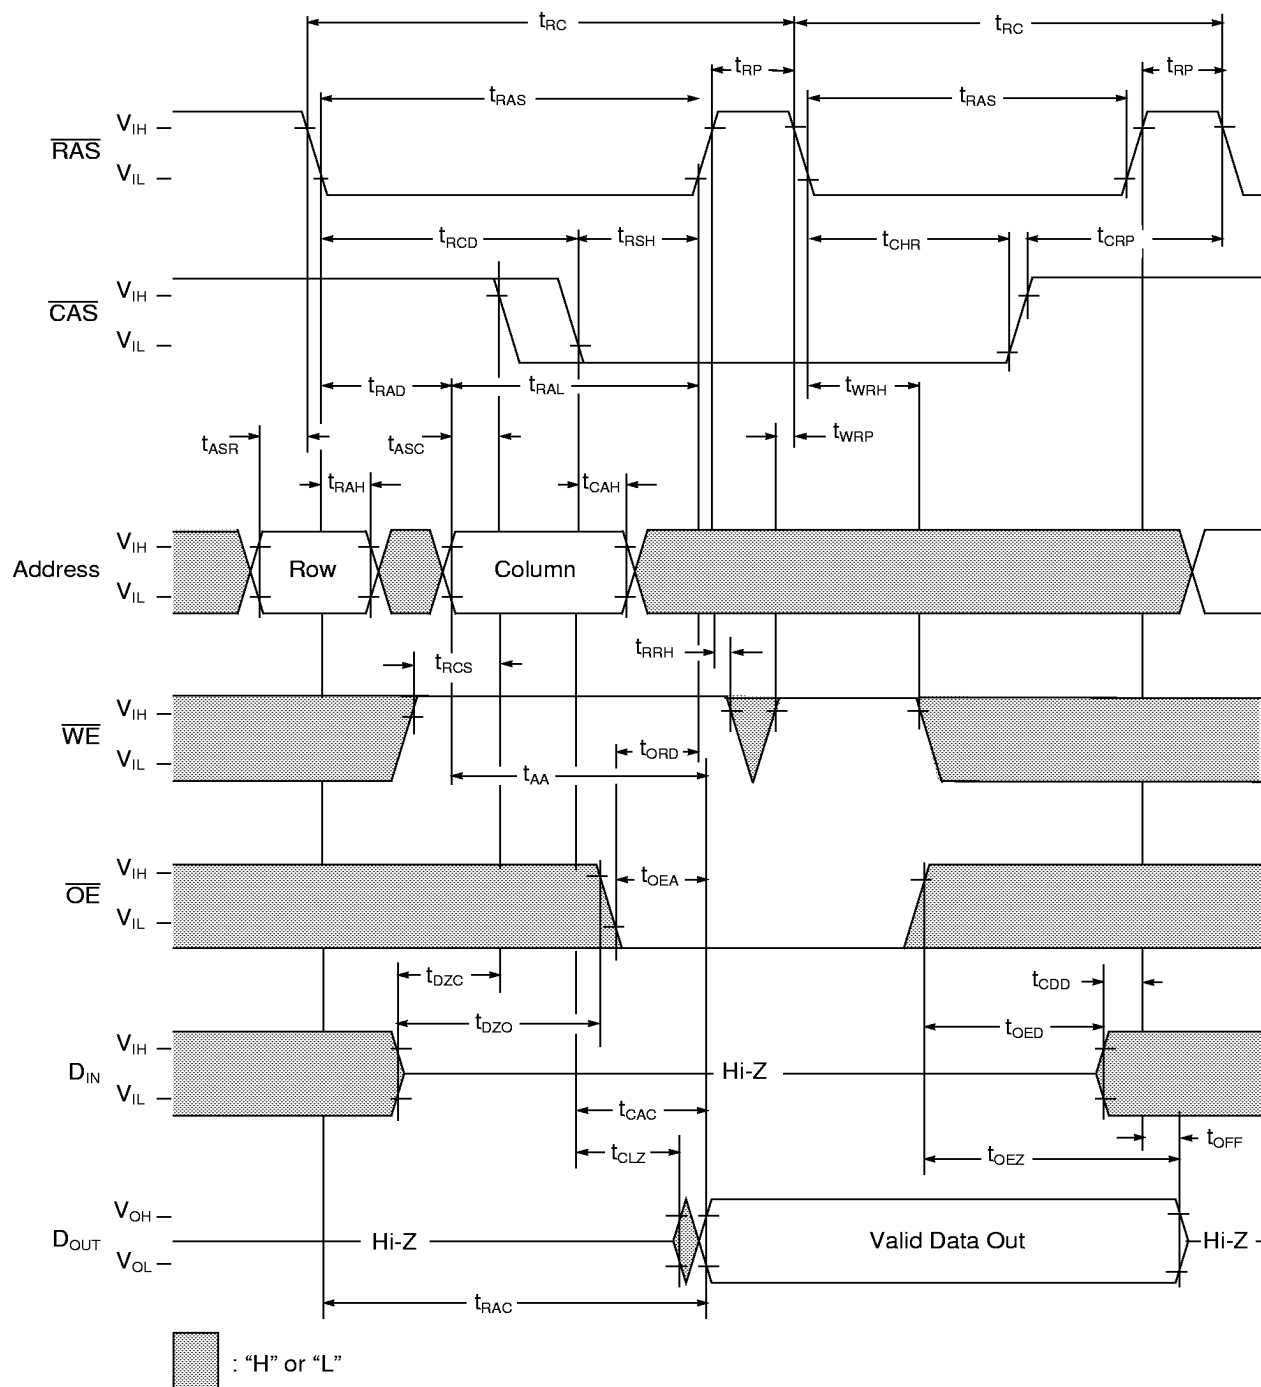 tRC tRC
tRP tRP
tRAS tRAS
RAS VIH
VIL
tRCD tRSH tCHR tCRP
CAS VIH
VIL
tRAD tRAL tWRH
tASR tASC tWRP
tRAH tCAH
Address VIH
VIL
Row Column
tRCS tRRH
WE VIH
VIL
tORD
tAA
OE VIH
VIL
tOEA
tDZC tCDD
tDZO tOED
DIN VIH
VIL
Hi-Z
tCAC
tCLZ tOEZ tOFF
DOUT VOH
VOL
Hi-Z Valid Data Out Hi-Z
tRAC
: “H” or “L”